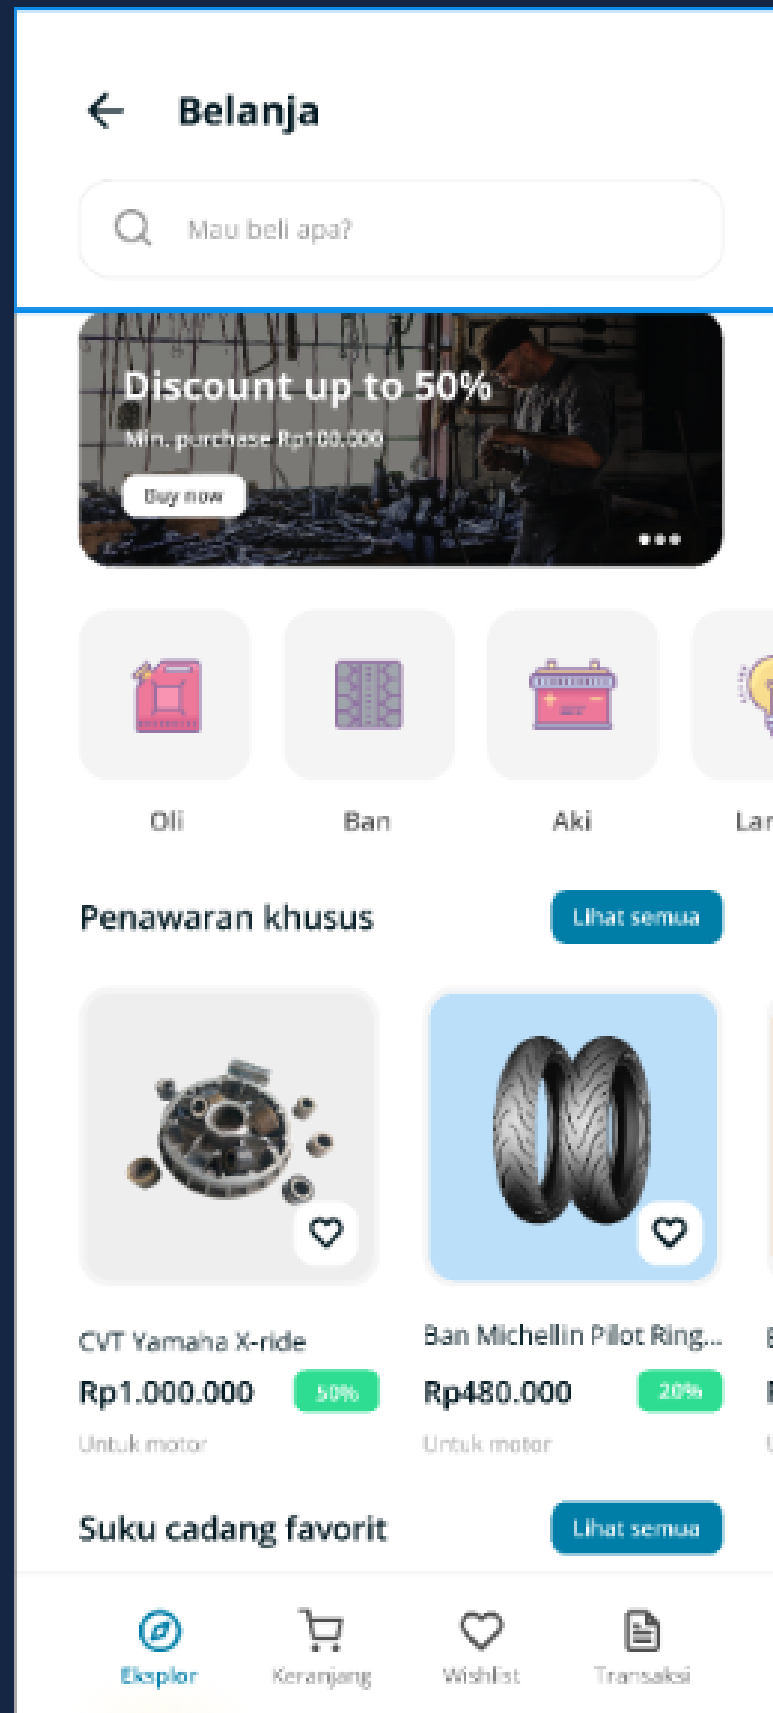 Belanja
Mau beli apa?
Discount up to 50%
Min. purchase Rp100.000
Buy now
Oli
Ban
Aki
Penawaran khusus
Lihat semua
CVT Yamaha X-ride
Ban Michellin Pilot Ring...
Rp1.000.000
50%
Rp480.000
20%
Untuk motor
Untuk motor
Suku cadang favorit
Lihat semua
Eksplor
Keranjang
Wishlist
Transaksi